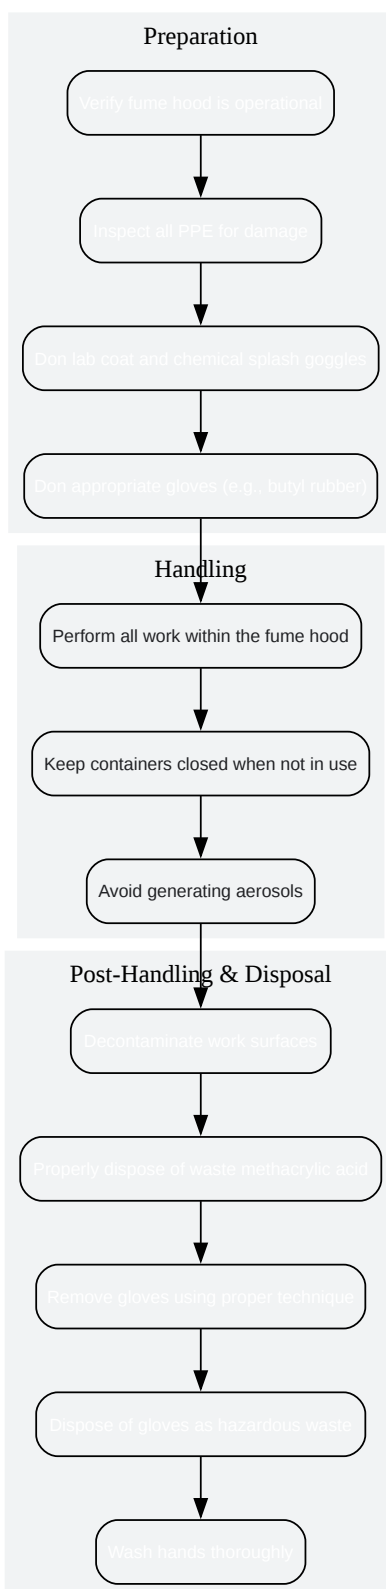 Preparation
Verify fume hood is operational
Inspect all PPE for damage
Don lab coat and chemical splash goggles
Don appropriate gloves (e.g., butyl rubber)
Handling
Perform all work within the fume hood
Keep containers closed when not in use
Avoid generating aerosols
Post-Handling & Disposal
Decontaminate work surfaces
Properly dispose of waste methacrylic acid
Remove gloves using proper technique
Dispose of gloves as hazardous waste
Wash hands thoroughly